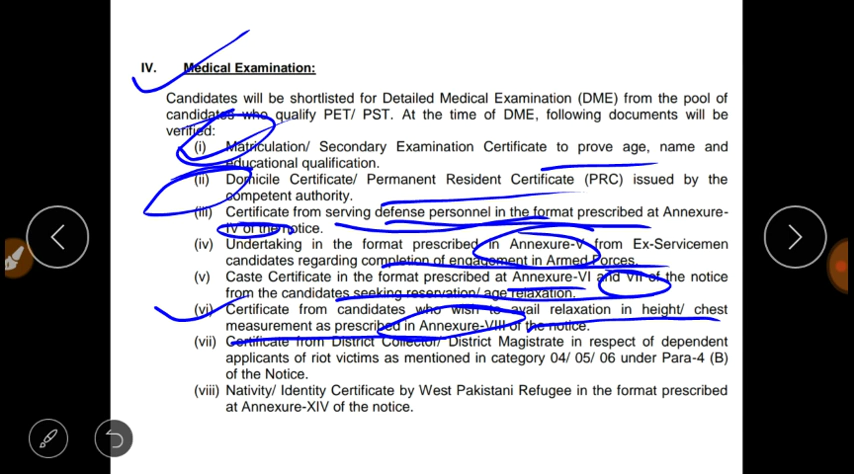 IV. Medical Examination:
Candidates will be shortlisted for Detailed Medical Examination (DME) from the pool of
candidates who qualify PET/ PST. At the time of DME, following documents will be
verified:
(i) Matriculation/ Secondary Examination Certificate to prove age, name and
educational qualification.
(ii) Domicile Certificate/ Permanent Resident Certificate (PRC) issued by the
competent authority.
(iii) Certificate from serving defense personnel in the format prescribed at Annexure-
IV of the notice.
(iv) Undertaking in the format prescribed in Annexure-V from Ex-Servicemen
candidates regarding completion of engagement in Armed Forces.
(v) Caste Certificate in the format prescribed at Annexure-VI and VII of the notice
from the candidates seeking reservation/ age relaxation.
(vi) Certificate from candidates who wish to avail relaxation in height/ chest
measurement as prescribed in Annexure-VIII of the notice.
(vii) Certificate from District Collector/ District Magistrate in respect of dependent
applicants of riot victims as mentioned in category 04/ 05/ 06 under Para-4 (B)
of the Notice.
(viii) Nativity/ Identity Certificate by West Pakistani Refugee in the format prescribed
at Annexure-XIV of the notice.